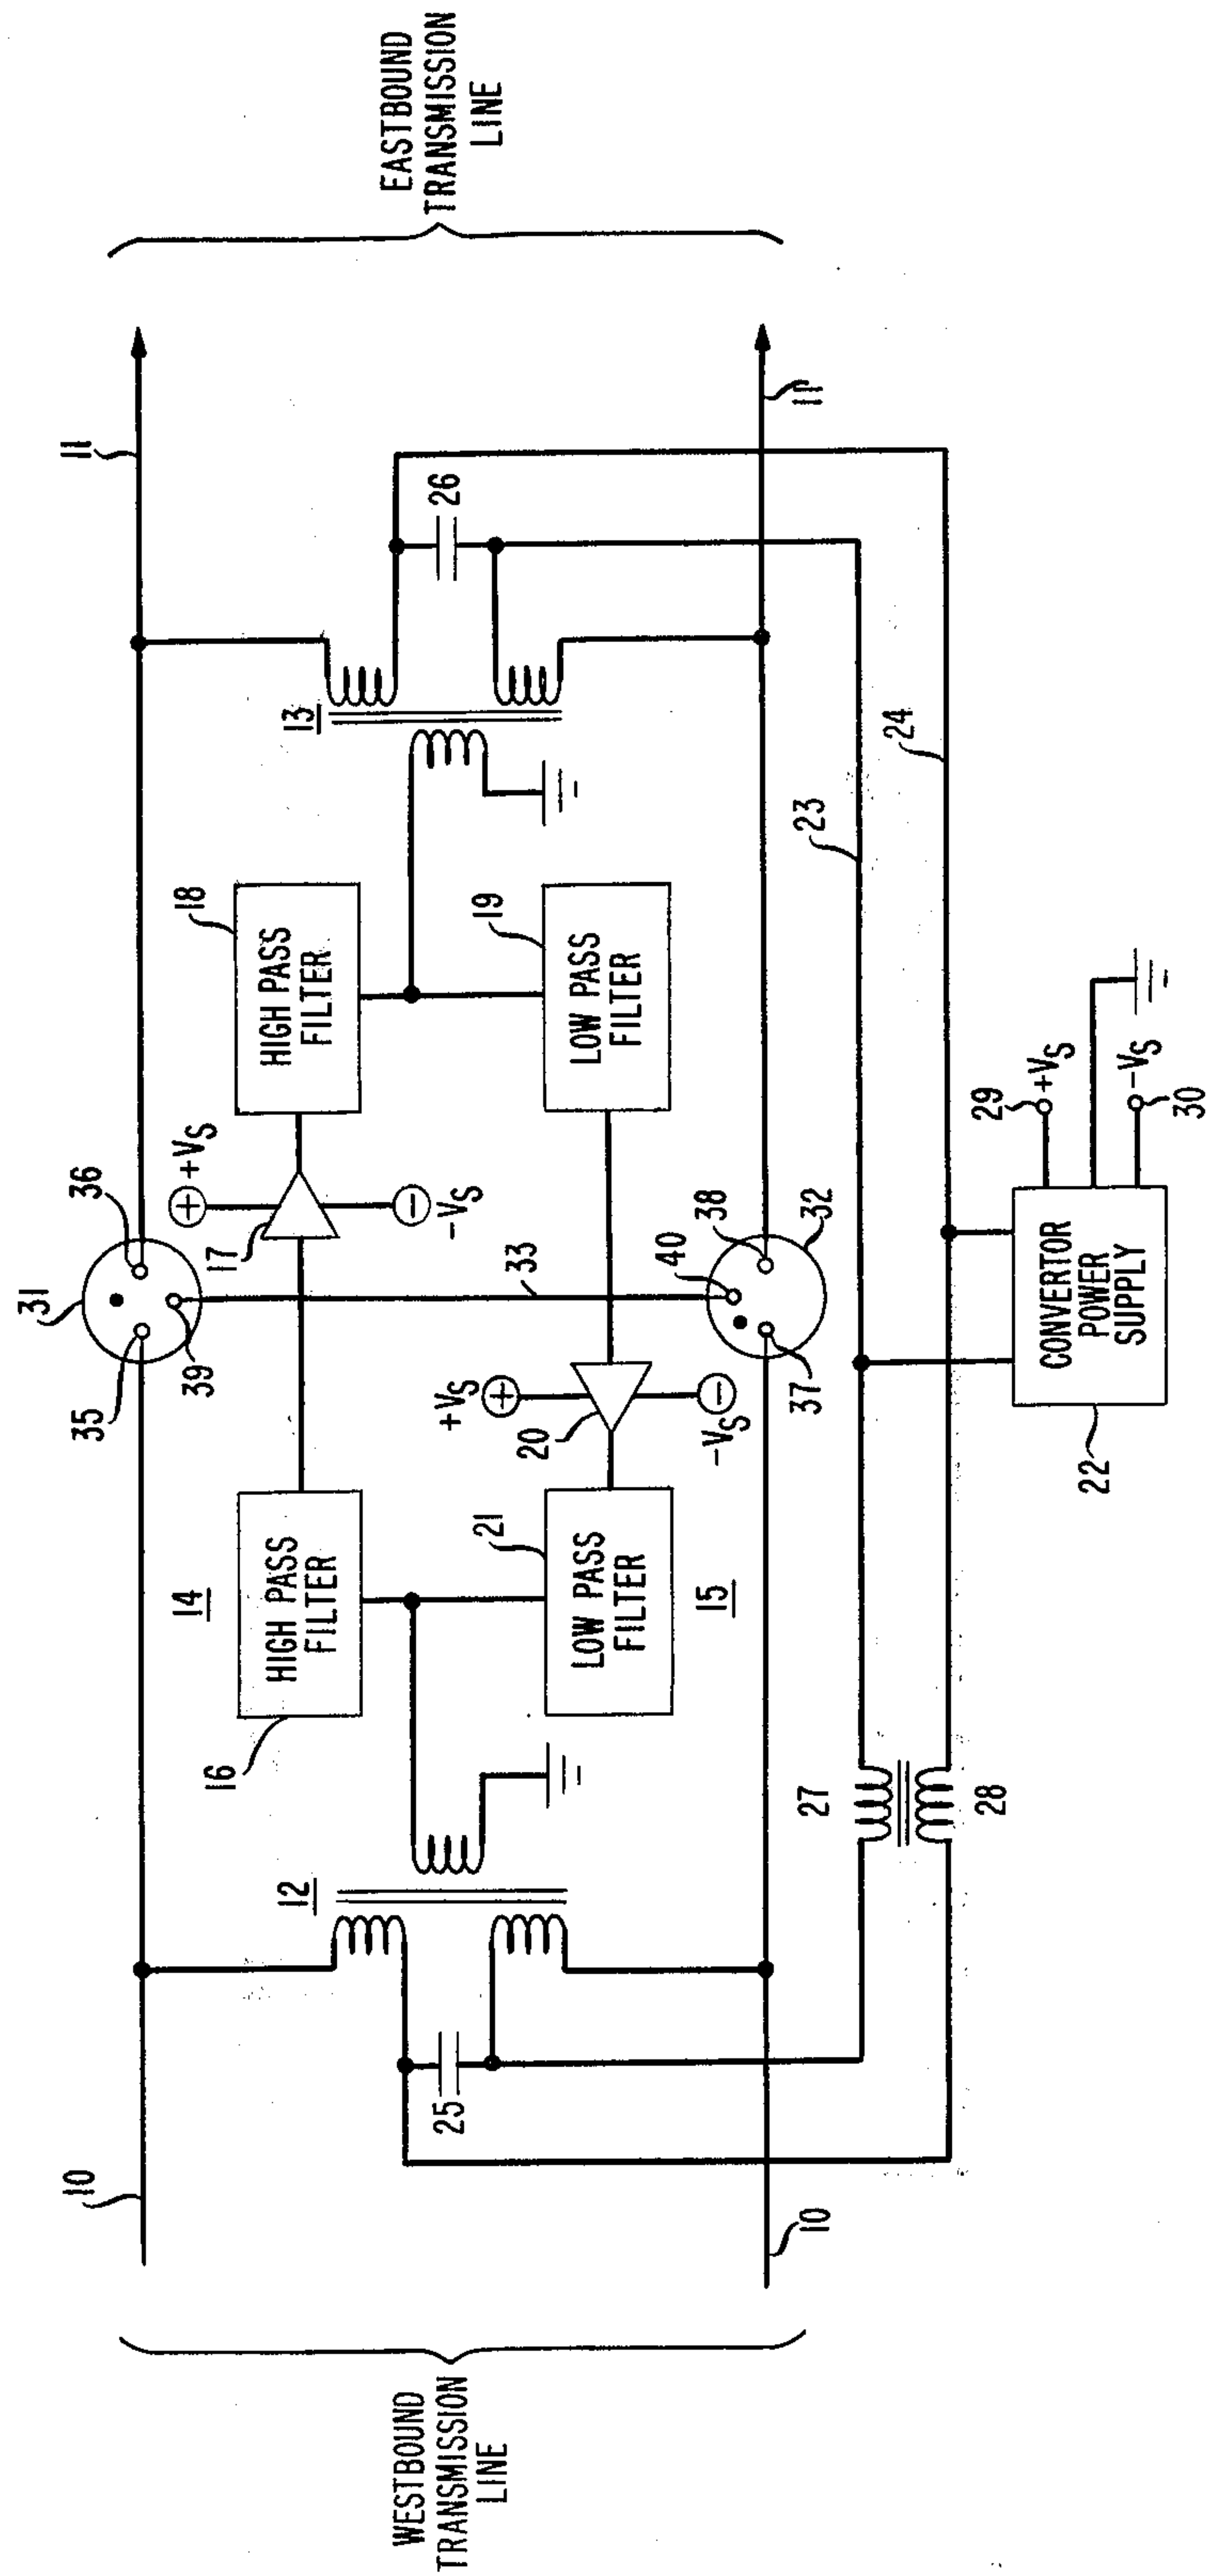 WESTBOUND
TRANSMISSION
LINE
EASTBOUND
TRANSMISSION
LINE
10
10
11
11
31
35
36
39
33
40
38
37
32
14
16
HIGH PASS
FILTER
17
+VS
-VS
18
HIGH PASS
FILTER
12
13
25
26
21
LOW PASS
FILTER
15
20
+VS
-VS
19
LOW PASS
FILTER
23
24
27
28
22
CONVERTOR
POWER
SUPPLY
29
+VS
-VS
30